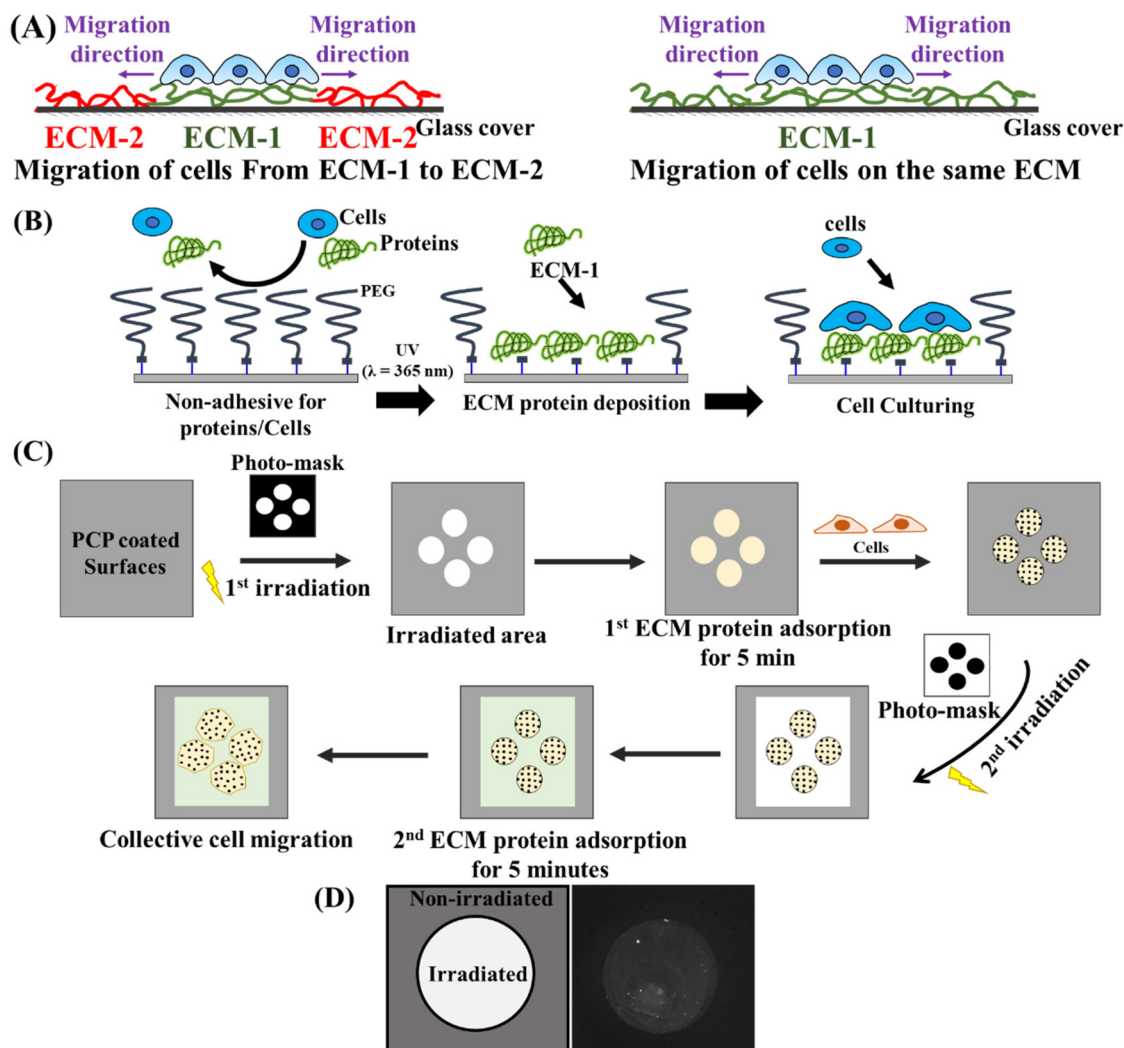 (A)
Migration
direction
Migration
direction
ECM-2
ECM-1
ECM-2
Glass cover
Migration of cells From ECM-1 to ECM-2
Migration
direction
Migration
direction
ECM-1
Glass cover
Migration of cells on the same ECM
(B)
Cells
Proteins
PEG
UV
(λ = 365 nm)
Non-adhesive for
proteins/Cells
ECM-1
ECM protein deposition
cells
Cell Culturing
(C)
PCP coated
Surfaces
Photo-mask
1st irradiation
Irradiated area
1st ECM protein adsorption
for 5 min
Cells
Photo-mask
2nd irradiation
2nd ECM protein adsorption
for 5 minutes
Collective cell migration
(D)
Non-irradiated
Irradiated